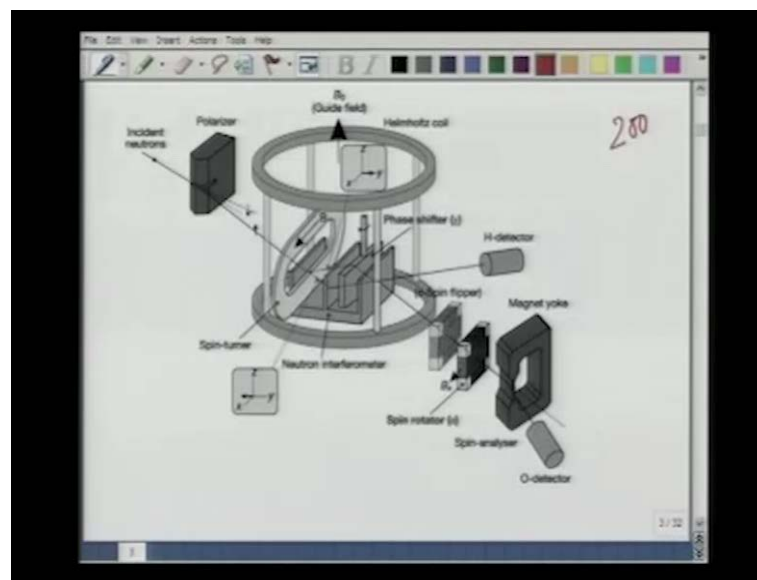 File Edit View Insert Actions Tools Help
B I
B₀
(Guide field)
Polarizer
Helmholtz coil
200
Incident
neutrons
z
x y
Phase shifter (χ)
H-detector
(π-Spin flipper)
Magnet yoke
Spin-turner
Neutron interferometer
z
x y
Spin rotator (α)
Spin-analyser
O-detector
3 / 32
3